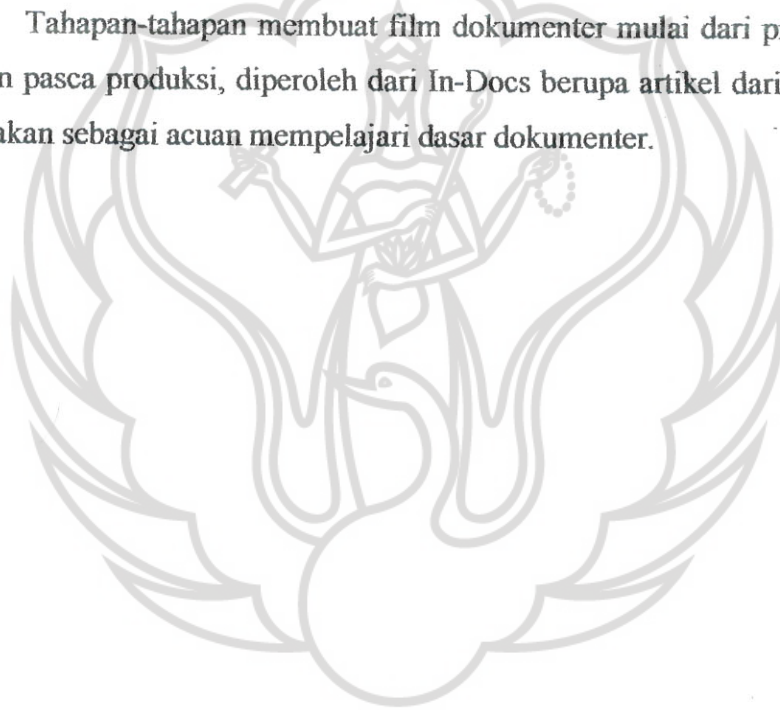 Tahapan-tahapan membuat film dokumenter mulai dari p
n pasca produksi, diperoleh dari In-Docs berupa artikel dari
akan sebagai acuan mempelajari dasar dokumenter.